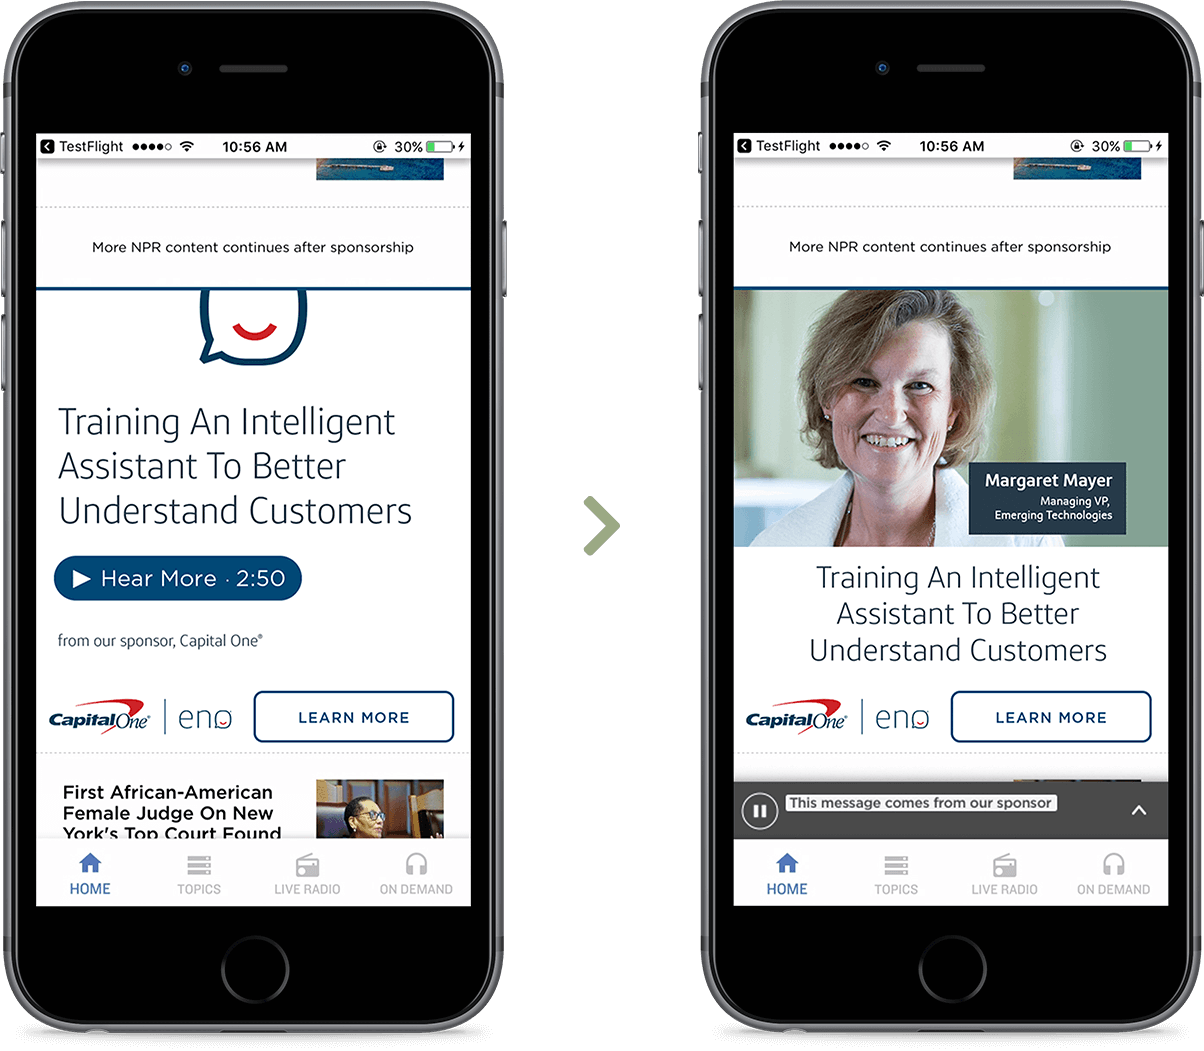 TestFlight 10:56 AM 30%
More NPR content continues after sponsorship
Training An Intelligent
Assistant To Better
Understand Customers
Hear More · 2:50
from our sponsor, Capital One®
CapitalOne® eno LEARN MORE
First African-American
Female Judge On New
York's Top Court Found
HOME TOPICS LIVE RADIO ON DEMAND
TestFlight 10:56 AM 30%
More NPR content continues after sponsorship
Margaret Mayer
Managing VP,
Emerging Technologies
Training An Intelligent
Assistant To Better
Understand Customers
CapitalOne® eno LEARN MORE
This message comes from our sponsor
HOME TOPICS LIVE RADIO ON DEMAND